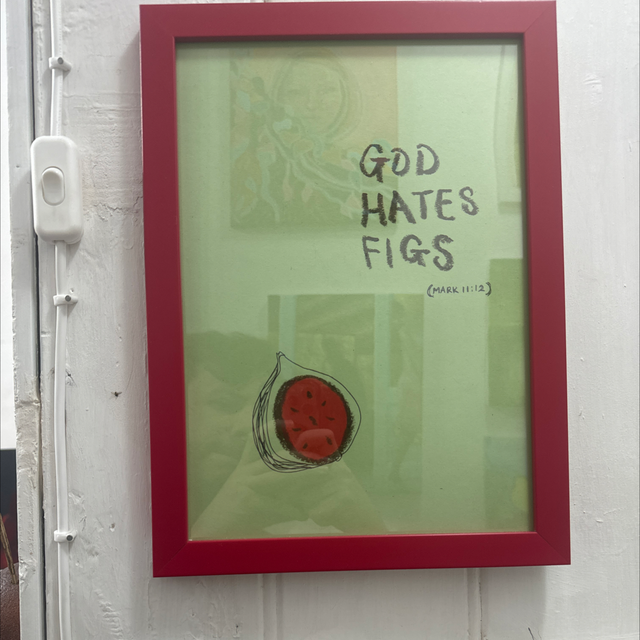 GOD
HATES
FIGS
(MARK 11:12)